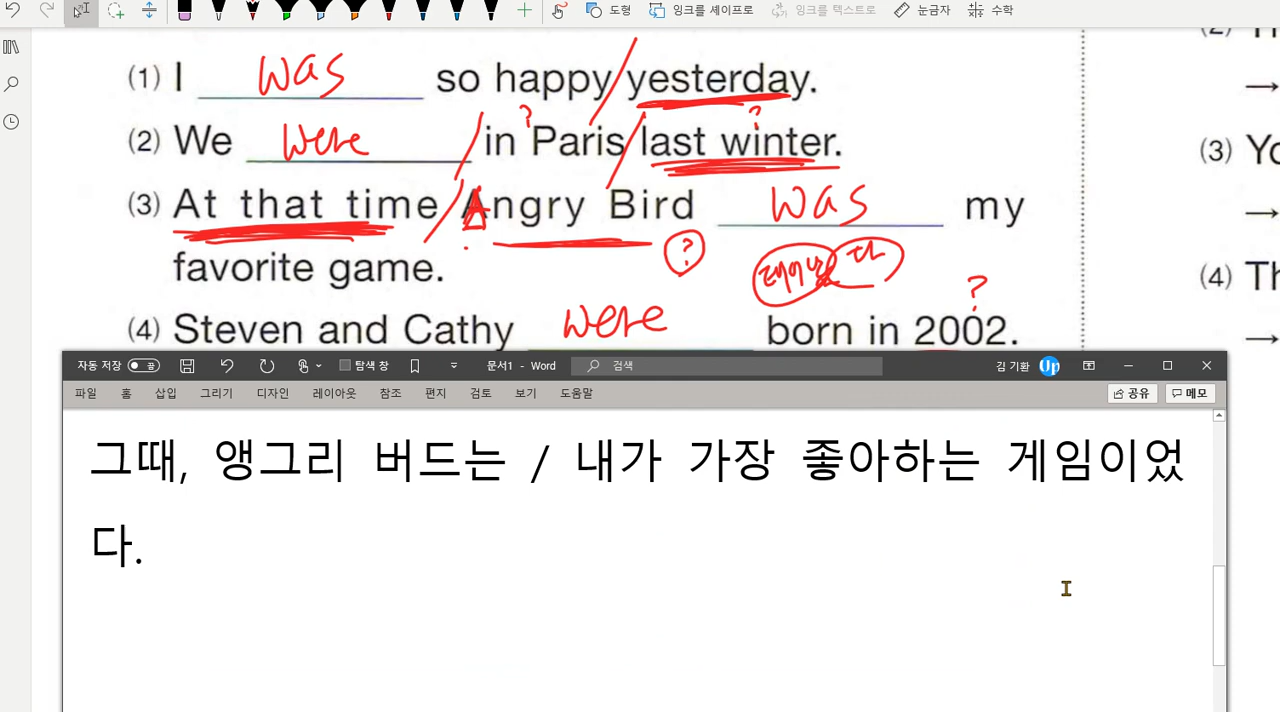 도형 잉크를 셰이프로 잉크를 텍스트로 눈금자 수학
(1) I was so happy / yesterday.
? ?
(2) We were / in Paris / last winter.
(3) At that time / Angry Bird was my
?
favorite game. 태어났다
?
(4) Steven and Cathy were born in 2002.
(3) Yo
→
(4) Th
→
자동 저장 끔 탐색 창 문서1 - Word 검색 김 기환 Up
파일 홈 삽입 그리기 디자인 레이아웃 참조 편지 검토 보기 도움말 공유 메모
그때, 앵그리 버드는 / 내가 가장 좋아하는 게임이었
다.